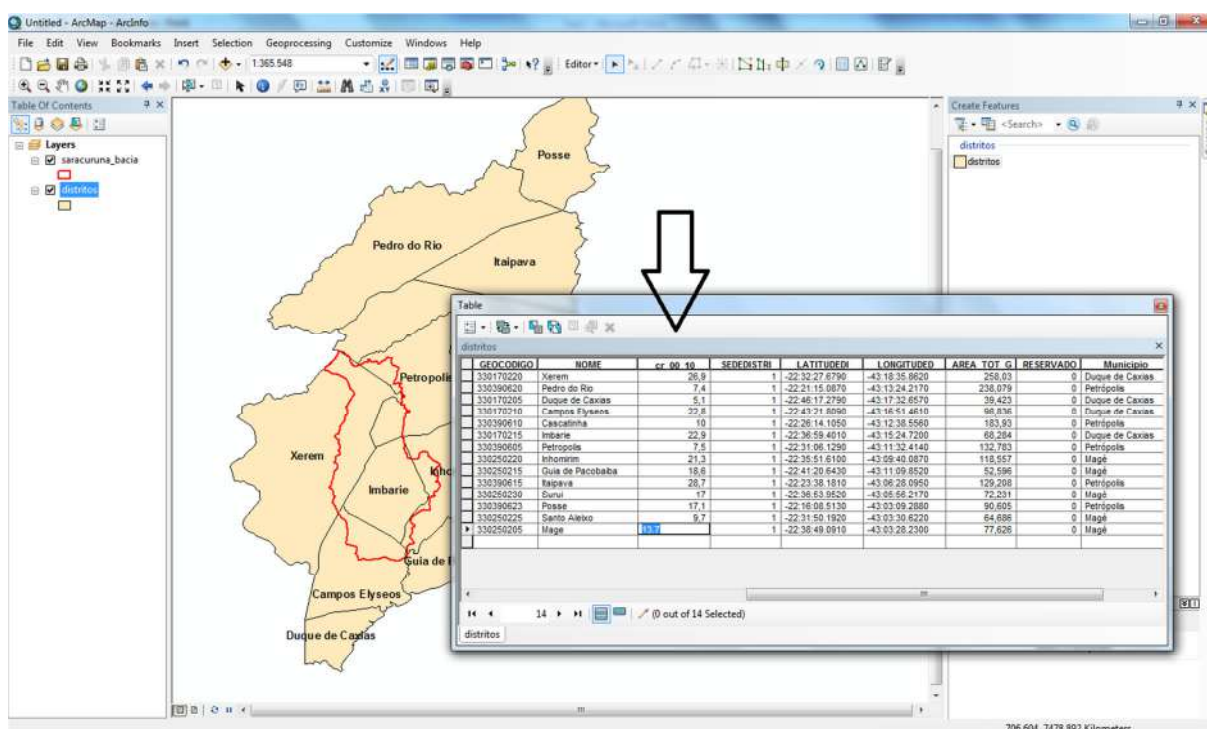 Untitled - ArcMap - ArcInfo
File Edit View Bookmarks Insert Selection Geoprocessing Customize Windows Help
1:365.548
Editor
Table Of Contents
Layers
saracuruna_bacia
distritos
Posse
Pedro do Rio
Itaipava
Petropolis
Xerem
Imbarie
Inho
Guia de
Campos Elyseos
Duque de Caxias
Create Features
<Search>
distritos
distritos
Table
distritos
GEOCODIGO NOME cr_00_10 SEDEDISTRI LATITUDEDI LONGITUDED AREA_TOT_G RESERVADO Municipio
330170220 Xerem 26,9 1 -22:32:27.6790 -43:18:35.8620 258,03 0 Duque de Caxias
330390620 Pedro do Rio 7,4 1 -22:21:15.0870 -43:13:24.2170 238,079 0 Petrópolis
330170205 Duque de Caxias 5,1 1 -22:46:17.2790 -43:17:32.6570 39,423 0 Duque de Caxias
330170210 Campos Elyseos 22,8 1 -22:43:21.8090 -43:16:51.4610 98,836 0 Duque de Caxias
330390610 Cascatinha 10 1 -22:26:14.1050 -43:12:38.5560 183,93 0 Petrópolis
330170215 Imbarie 22,9 1 -22:36:59.4010 -43:15:24.7200 68,284 0 Duque de Caxias
330390605 Petropolis 7,5 1 -22:31:06.1290 -43:11:32.4140 132,783 0 Petrópolis
330250220 Inhomirim 21,3 1 -22:35:51.6100 -43:09:40.0870 118,557 0 Magé
330250215 Guia de Pacobaiba 18,6 1 -22:41:20.6430 -43:11:09.8520 52,596 0 Magé
330390615 Itaipava 28,7 1 -22:23:38.1810 -43:06:28.0950 129,208 0 Petrópolis
330250230 Surui 17 1 -22:36:53.9520 -43:05:56.2170 72,231 0 Magé
330390623 Posse 17,1 1 -22:16:08.5130 -43:03:09.2880 90,605 0 Petrópolis
330250225 Santo Aleixo 9,7 1 -22:31:50.1920 -43:03:30.6220 64,686 0 Magé
330250205 Mage 13,7 1 -22:38:49.0910 -43:03:28.2300 77,626 0 Magé
14
(0 out of 14 Selected)
distritos
706,604 7478,892 Kilometers